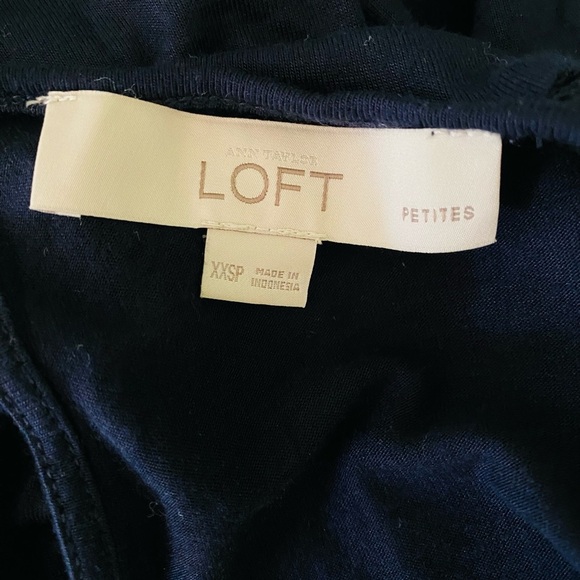 ANN TAYLOR
LOFT
PETITES
XXSP
MADE IN
INDONESIA